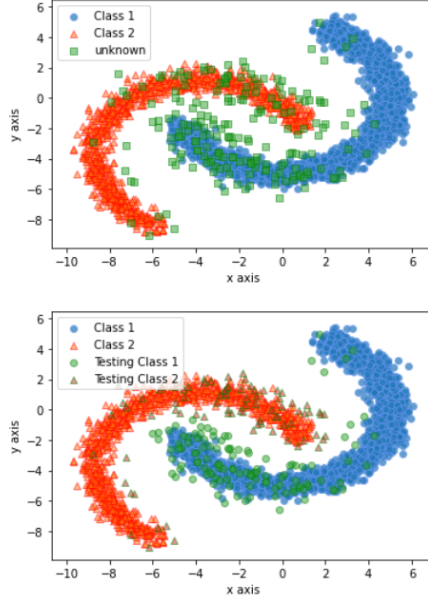 Class 1
Class 2
unknown
6
4
2
0
−2
−4
−6
−8
y axis
−10 −8 −6 −4 −2 0 2 4 6
x axis
Class 1
Class 2
Testing Class 1
Testing Class 2
6
4
2
0
−2
−4
−6
−8
y axis
−10 −8 −6 −4 −2 0 2 4 6
x axis